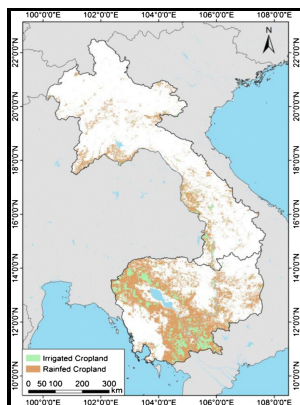 100°0'0"E 102°0'0"E 104°0'0"E 106°0'0"E 108°0'0"E
N
22°0'0"N 22°0'0"N
20°0'0"N 20°0'0"N
18°0'0"N 18°0'0"N
16°0'0"N 16°0'0"N
14°0'0"N 14°0'0"N
12°0'0"N 12°0'0"N
10°0'0"N 10°0'0"N
Irrigated Cropland
Rainfed Cropland
0 50 100 200 300
km
100°0'0"E 102°0'0"E 104°0'0"E 106°0'0"E 108°0'0"E